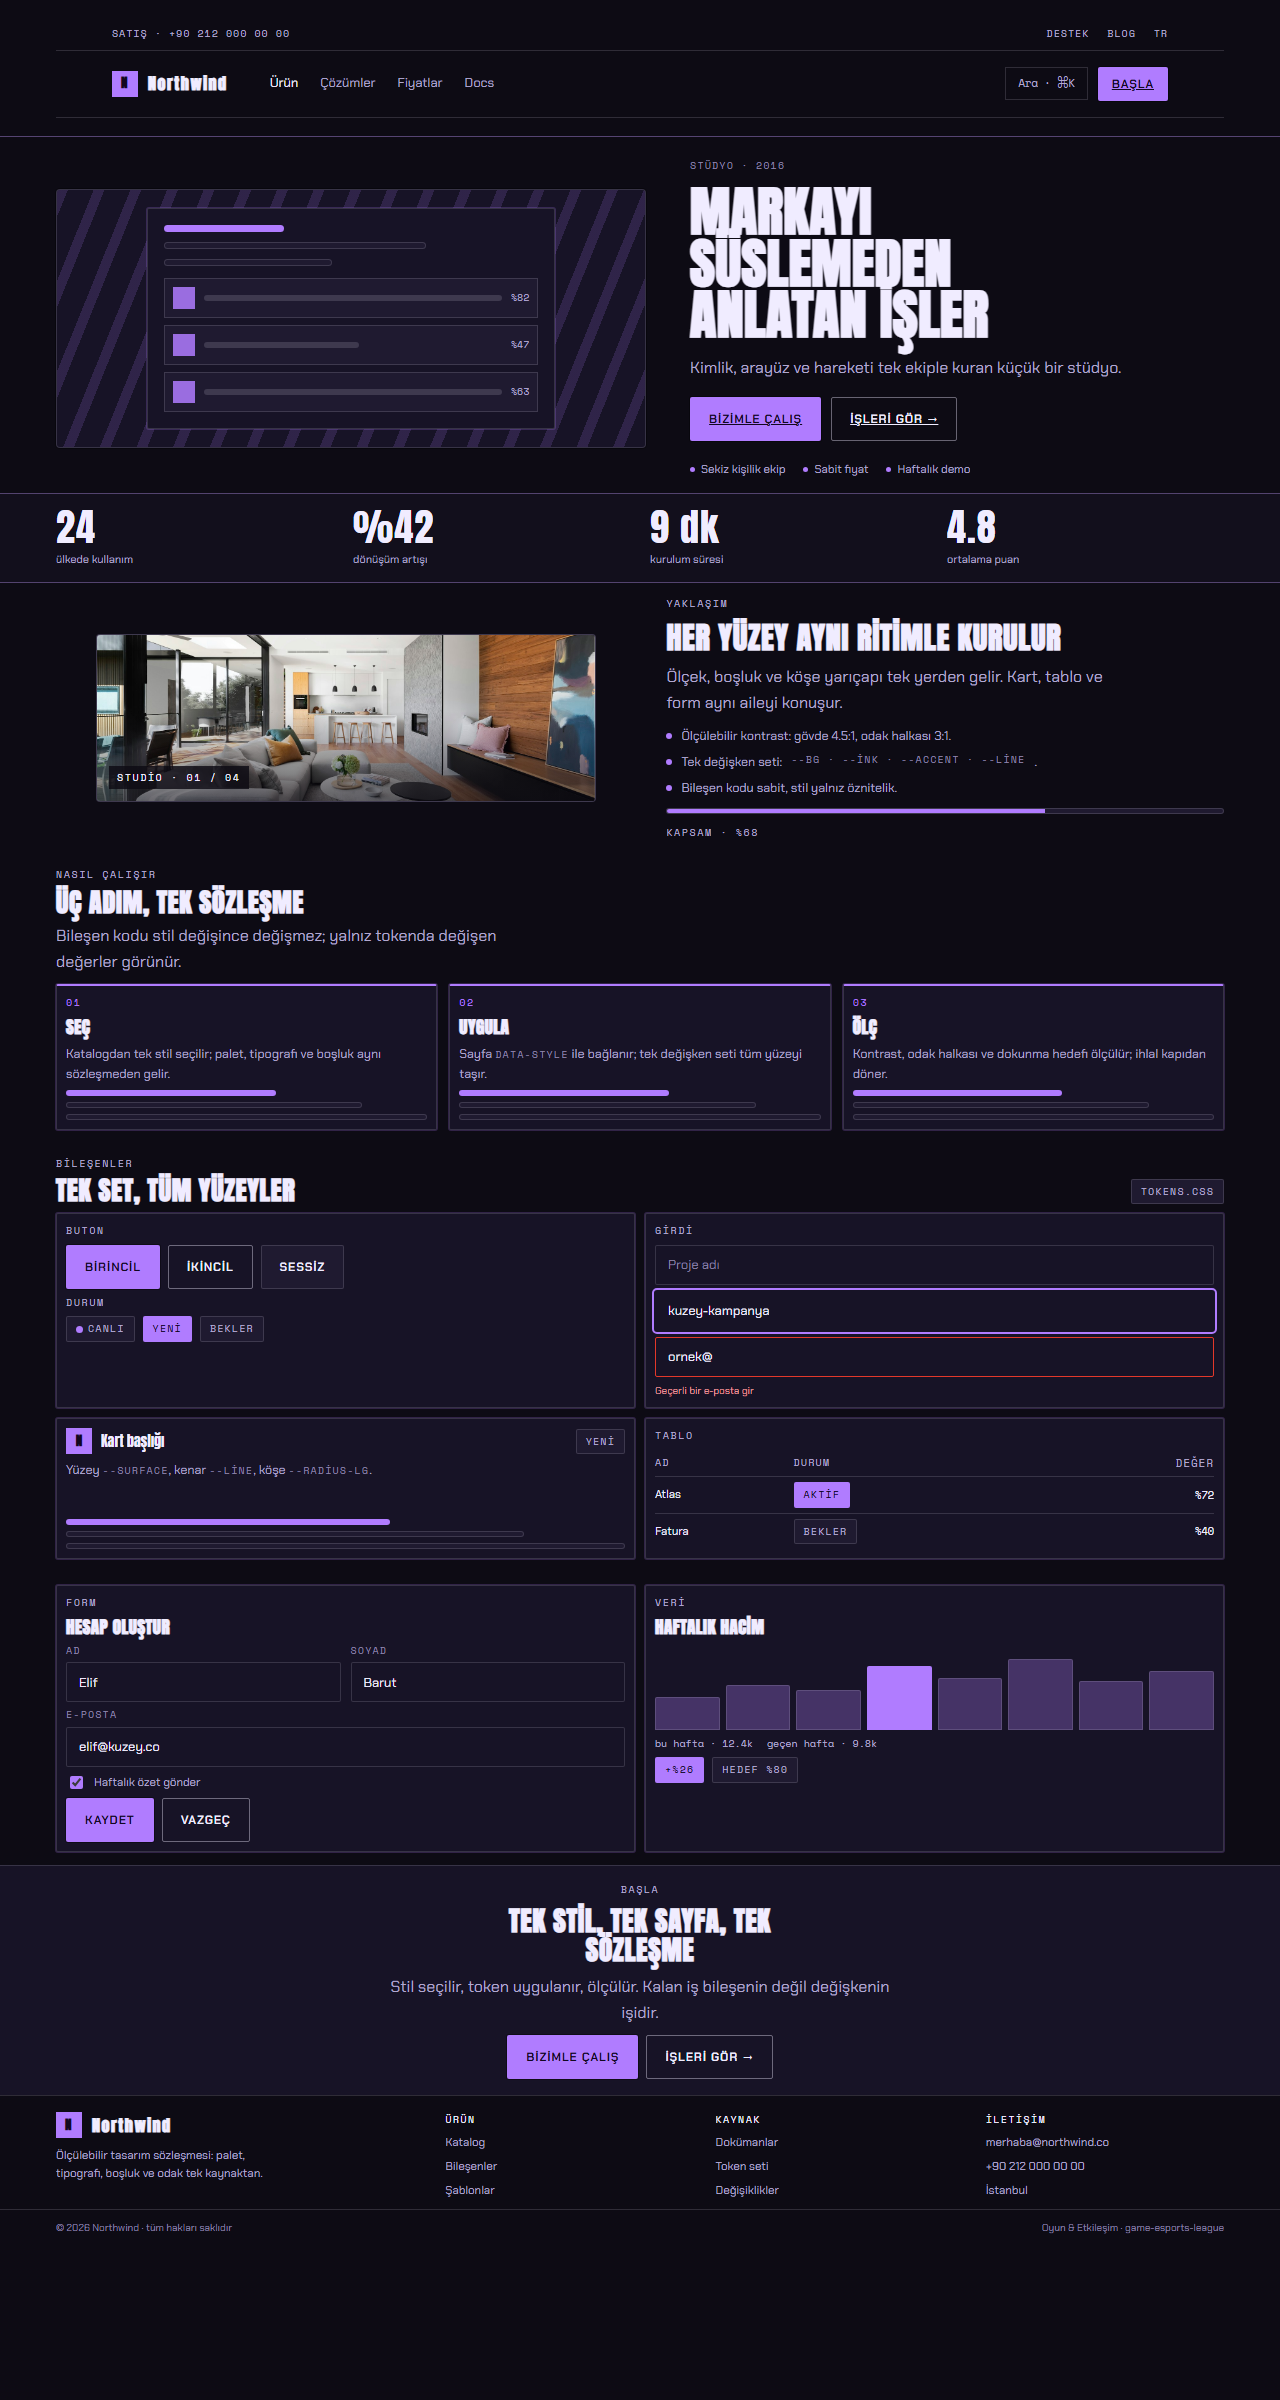 SATIŞ · +90 212 000 00 00
DESTEK BLOG TR
Northwind
Ürün Çözümler Fiyatlar Docs
Ara · ⌘K
BAŞLA
STÜDYO · 2016
MARKAYI
SÜSLEMEDEN
ANLATAN İŞLER
Kimlik, arayüz ve hareketi tek ekiple kuran küçük bir stüdyo.
BİZİMLE ÇALIŞ
İŞLERİ GÖR →
Sekiz kişilik ekip
Sabit fiyat
Haftalık demo
%82
%47
%63
24
ülkede kullanım
%42
dönüşüm artışı
9 dk
kurulum süresi
4.8
ortalama puan
STUDİO · 01 / 04
YAKLAŞIM
HER YÜZEY AYNI RİTİMLE KURULUR
Ölçek, boşluk ve köşe yarıçapı tek yerden gelir. Kart, tablo ve
form aynı aileyi konuşur.
Ölçülebilir kontrast: gövde 4.5:1, odak halkası 3:1.
Tek değişken seti: --BG · --İNK · --ACCENT · --LİNE .
Bileşen kodu sabit, stil yalnız öznitelik.
KAPSAM · %68
NASIL ÇALIŞIR
ÜÇ ADIM, TEK SÖZLEŞME
Bileşen kodu stil değişince değişmez; yalnız tokenda değişen
değerler görünür.
01
SEÇ
Katalogdan tek stil seçilir; palet, tipografi ve boşluk aynı
sözleşmeden gelir.
02
UYGULA
Sayfa DATA-STYLE ile bağlanır; tek değişken seti tüm yüzeyi
taşır.
03
ÖLÇ
Kontrast, odak halkası ve dokunma hedefi ölçülür; ihlal kapıdan
döner.
BİLEŞENLER
TEK SET, TÜM YÜZEYLER
TOKENS.CSS
BUTON
BİRİNCİL
İKİNCİL
SESSİZ
DURUM
CANLI
YENİ
BEKLER
GİRDİ
Proje adı
kuzey-kampanya
ornek@
Geçerli bir e-posta gir
Kart başlığı
YENİ
Yüzey --SURFACE, kenar --LİNE, köşe --RADİUS-LG.
TABLO
AD DURUM DEĞER
Atlas AKTİF %72
Fatura BEKLER %40
FORM
HESAP OLUŞTUR
AD
SOYAD
Elif
Barut
E-POSTA
elif@kuzey.co
Haftalık özet gönder
KAYDET
VAZGEÇ
VERİ
HAFTALIK HACİM
bu hafta · 12.4k geçen hafta · 9.8k
+%26
HEDEF %80
BAŞLA
TEK STİL, TEK SAYFA, TEK
SÖZLEŞME
Stil seçilir, token uygulanır, ölçülür. Kalan iş bileşenin değil değişkenin
işidir.
BİZİMLE ÇALIŞ
İŞLERİ GÖR →
Northwind
Ölçülebilir tasarım sözleşmesi: palet,
tipografi, boşluk ve odak tek kaynaktan.
ÜRÜN
Katalog
Bileşenler
Şablonlar
KAYNAK
Dokümanlar
Token seti
Değişiklikler
İLETİŞİM
merhaba@northwind.co
+90 212 000 00 00
İstanbul
© 2026 Northwind · tüm hakları saklıdır
Oyun & Etkileşim · game-esports-league